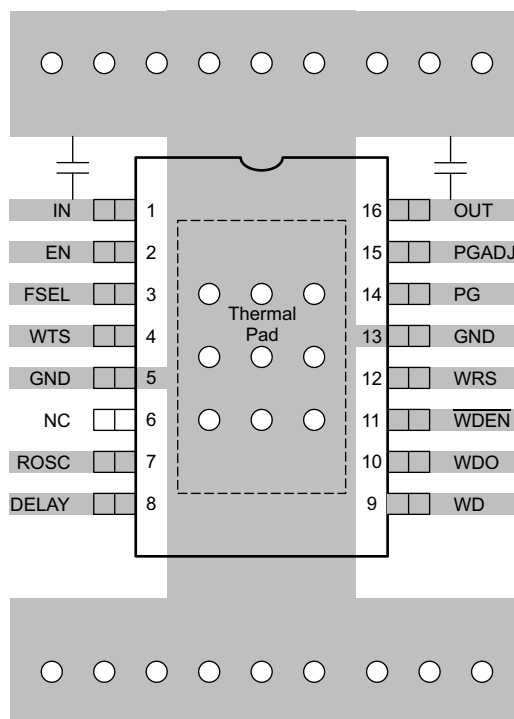 IN 1 16 OUT
EN 2 15 PGADJ
FSEL 3 14 PG
Thermal
Pad
WTS 4 13 GND
GND 5 12 WRS
NC 6 11 WDEN
ROSC 7 10 WDO
DELAY 8 9 WD